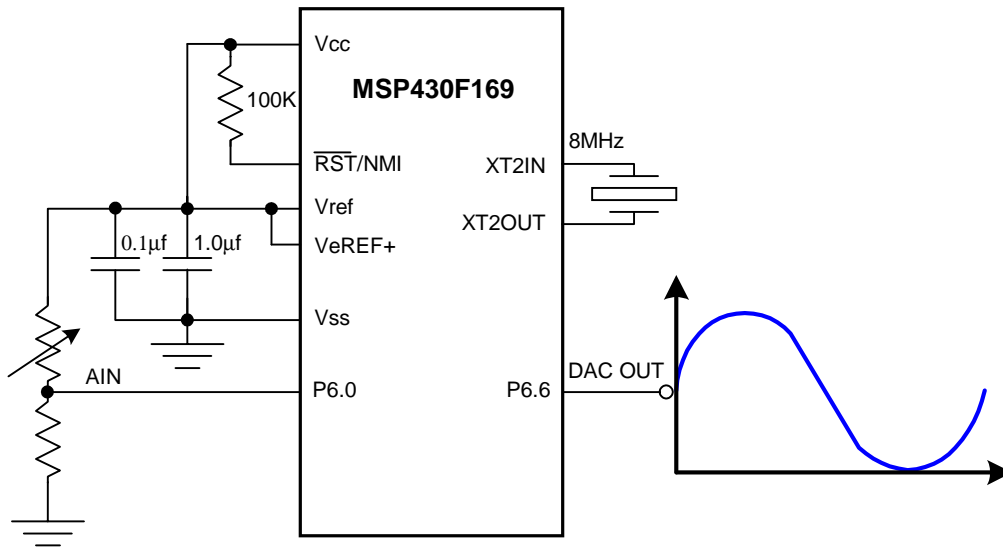 Vcc
MSP430F169
100K
8MHz
RST/NMI
XT2IN
Vref
XT2OUT
0.1μf
1.0μf
VeREF+
Vss
DAC OUT
AIN
P6.0
P6.6